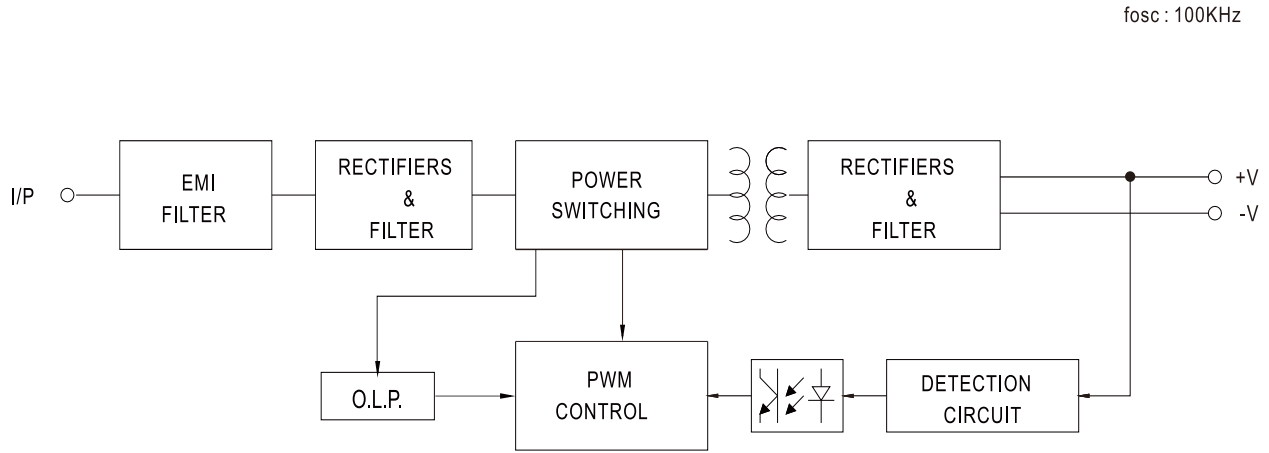 fosc : 100KHz
I/P
EMI
FILTER
RECTIFIERS
&
FILTER
POWER
SWITCHING
RECTIFIERS
&
FILTER
+V
-V
O.L.P.
PWM
CONTROL
DETECTION
CIRCUIT